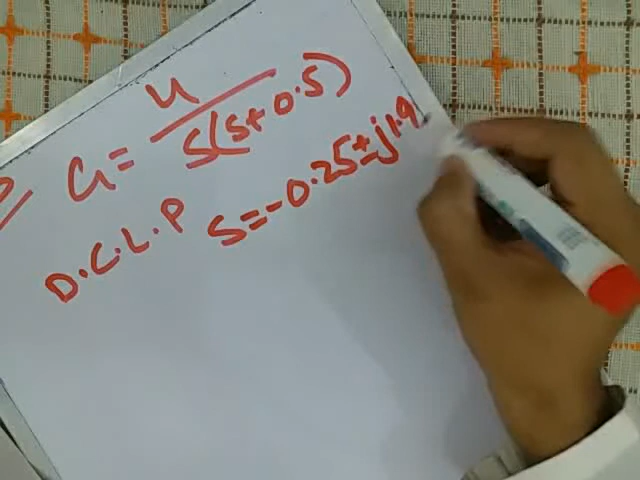 G = 4 / S(S+0.5)
D.C.L.P S=-0.25±j1.9